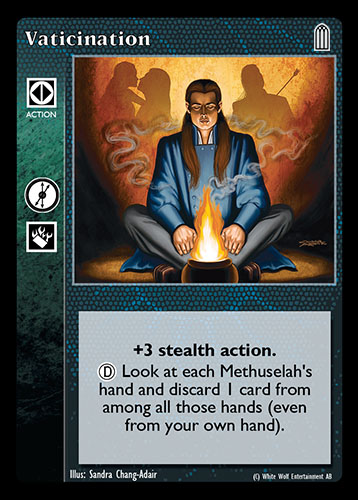 Vaticination
ACTION
+3 stealth action.
Ⓓ Look at each Methuselah's
hand and discard 1 card from
among all those hands (even
from your own hand).
Illus: Sandra Chang-Adair
(C) White Wolf Entertainment AB